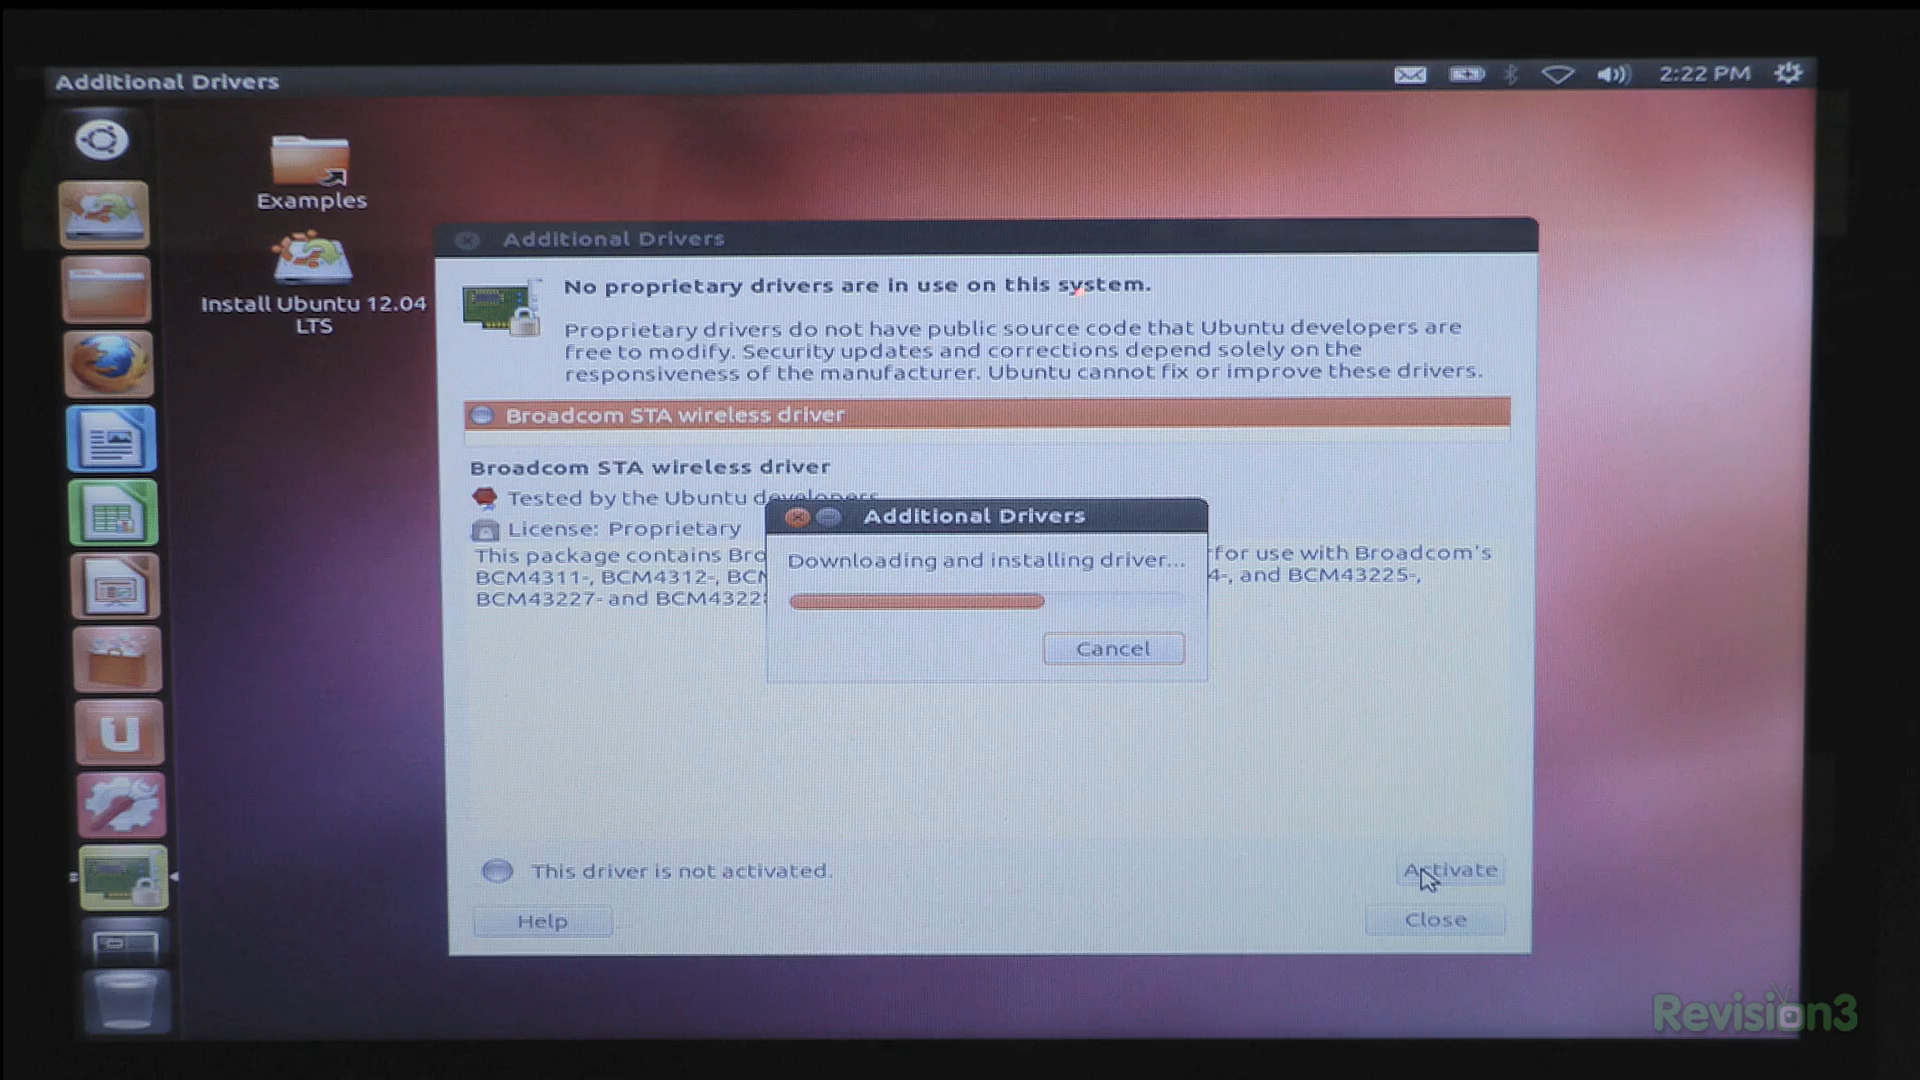 Additional Drivers
2:22 PM
Examples
Install Ubuntu 12.04
LTS
Additional Drivers
No proprietary drivers are in use on this system.
Proprietary drivers do not have public source code that Ubuntu developers are
free to modify. Security updates and corrections depend solely on the
responsiveness of the manufacturer. Ubuntu cannot fix or improve these drivers.
Broadcom STA wireless driver
Broadcom STA wireless driver
Tested by the Ubuntu developers
License: Proprietary
This package contains Bro
for use with Broadcom's
BCM4311-, BCM4312-, BCM
4-, and BCM43225-,
BCM43227- and BCM43228
Additional Drivers
Downloading and installing driver...
Cancel
This driver is not activated.
Activate
Help
Close
Revision3